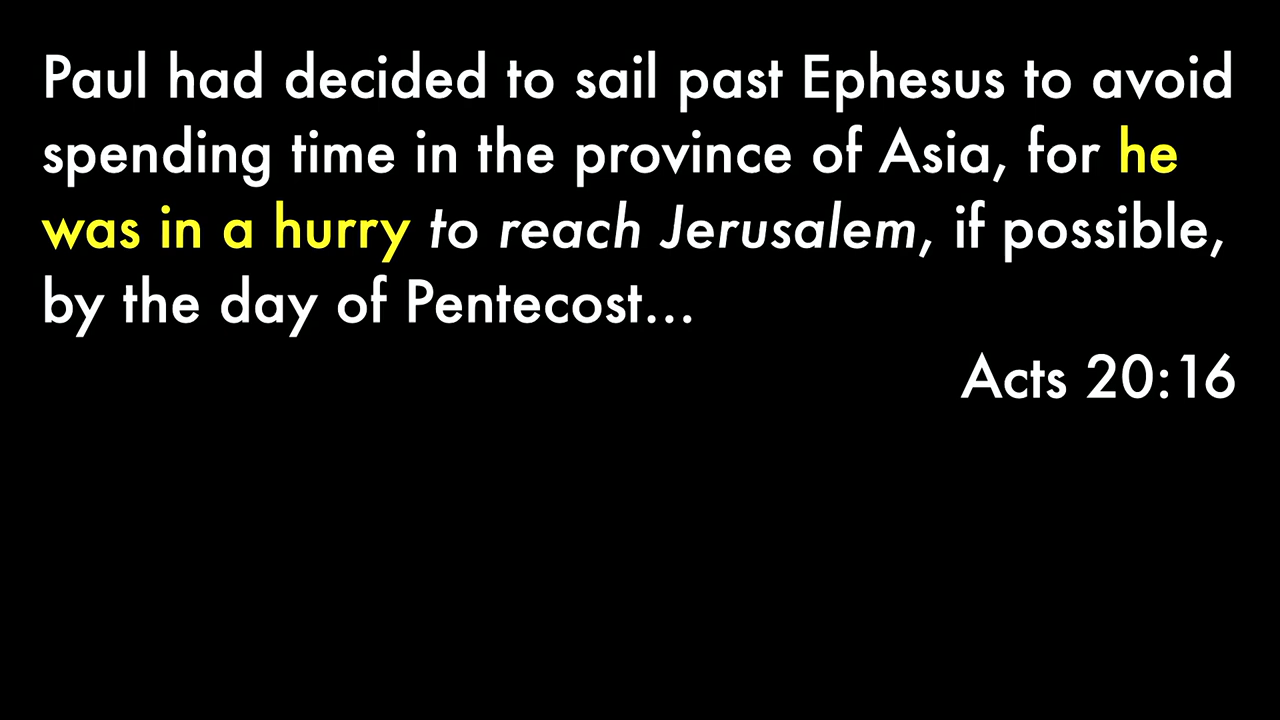 Paul had decided to sail past Ephesus to avoid
spending time in the province of Asia, for he
was in a hurry to reach Jerusalem, if possible,
by the day of Pentecost…
Acts 20:16